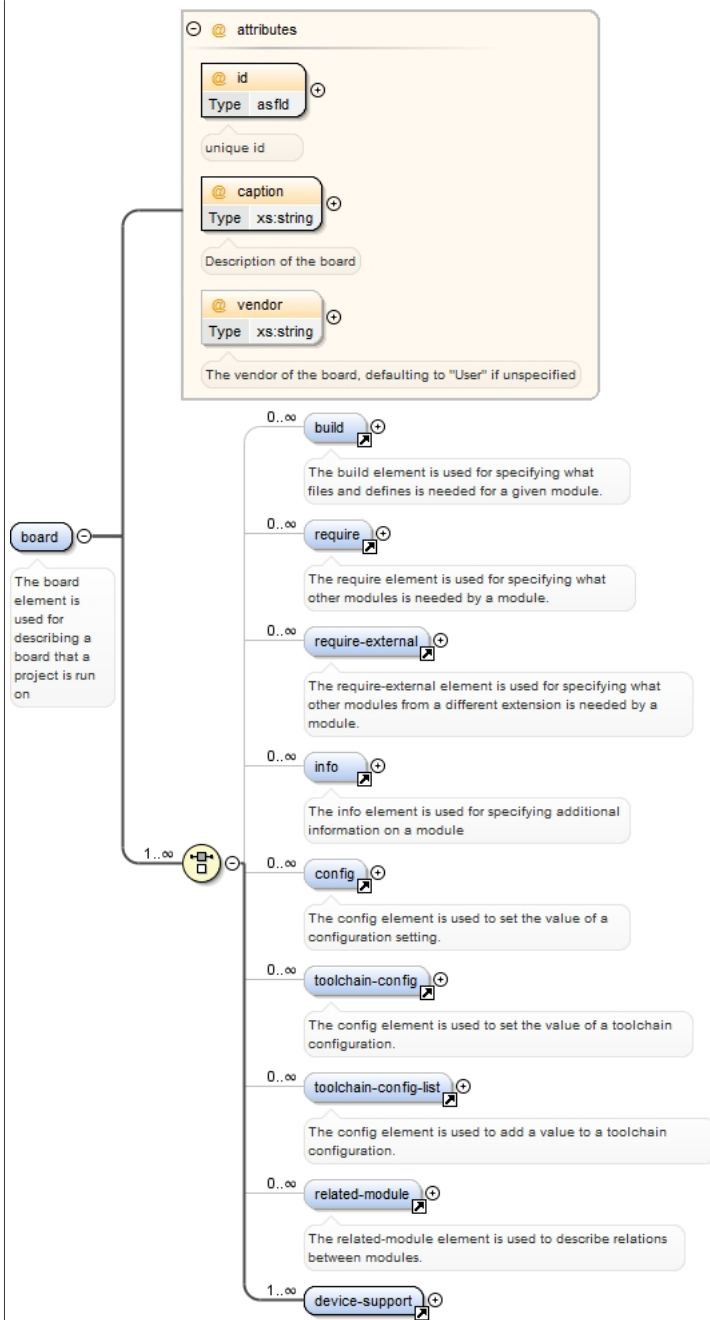 @ attributes
@ id
Type asfId
unique id
@ caption
Type xs:string
Description of the board
@ vendor
Type xs:string
The vendor of the board, defaulting to "User" if unspecified
board
The board
element is
used for
describing a
board that a
project is run
on
1..∞
0..∞
build
The build element is used for specifying what
files and defines is needed for a given module.
0..∞
require
The require element is used for specifying what
other modules is needed by a module.
0..∞
require-external
The require-external element is used for specifying what
other modules from a different extension is needed by a
module.
0..∞
info
The info element is used for specifying additional
information on a module
0..∞
config
The config element is used to set the value of a
configuration setting.
0..∞
toolchain-config
The config element is used to set the value of a toolchain
configuration.
0..∞
toolchain-config-list
The config element is used to add a value to a toolchain
configuration.
0..∞
related-module
The related-module element is used to describe relations
between modules.
1..∞
device-support